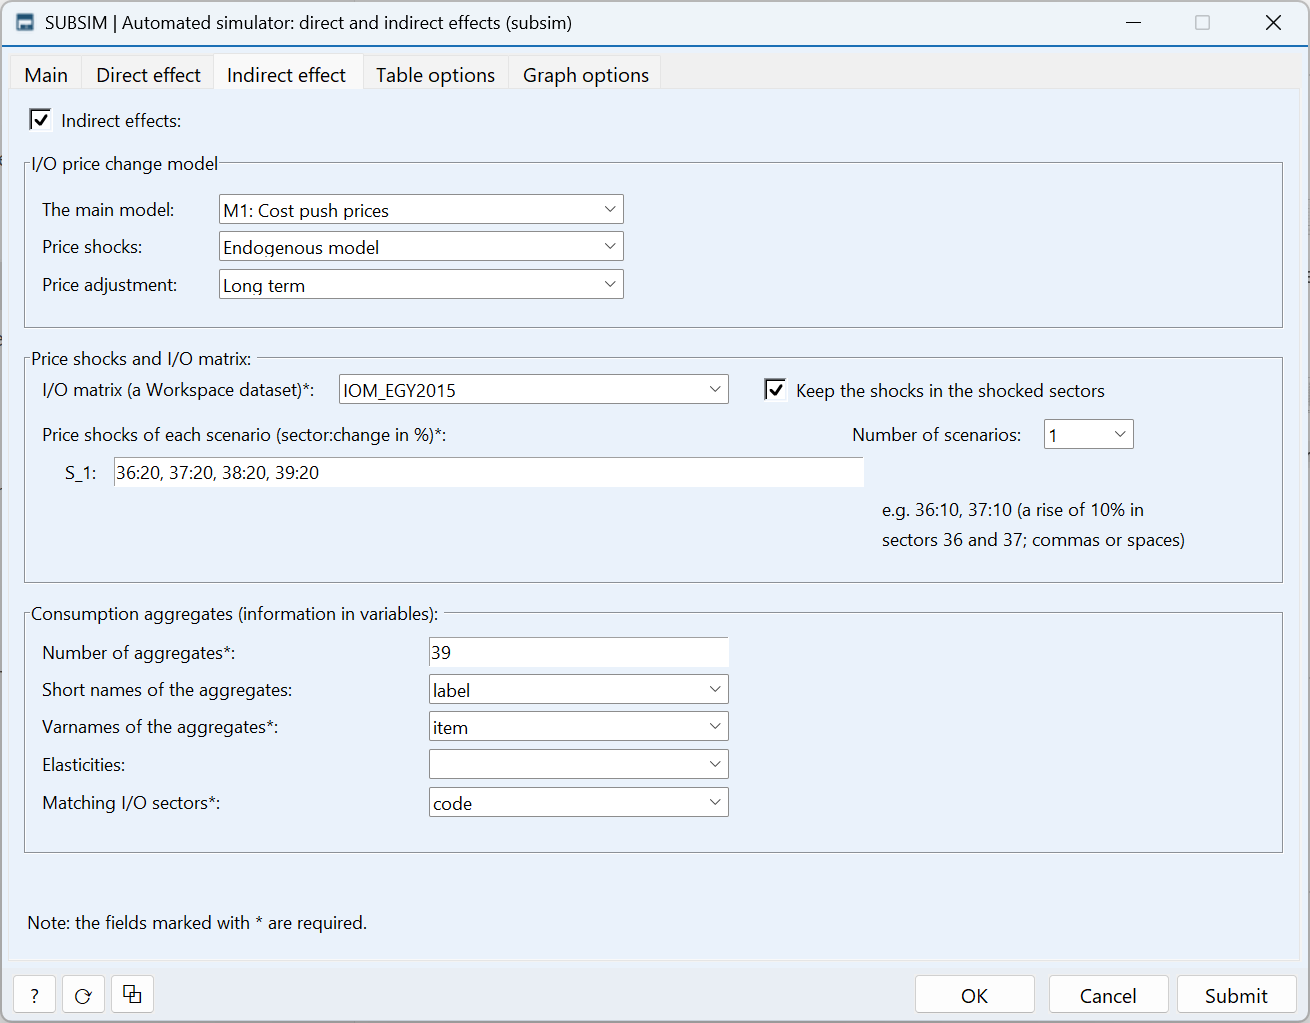 SUBSIM | Automated simulator: direct and indirect effects (subsim)
Main Direct effect Indirect effect Table options Graph options
Indirect effects:
I/O price change model
The main model: M1: Cost push prices
Price shocks: Endogenous model
Price adjustment: Long term
Price shocks and I/O matrix:
I/O matrix (a Workspace dataset)*: IOM_EGY2015 Keep the shocks in the shocked sectors
Price shocks of each scenario (sector:change in %)*: Number of scenarios: 1
S_1: 36:20, 37:20, 38:20, 39:20
e.g. 36:10, 37:10 (a rise of 10% in
sectors 36 and 37; commas or spaces)
Consumption aggregates (information in variables):
Number of aggregates*: 39
Short names of the aggregates: label
Varnames of the aggregates*: item
Elasticities:
Matching I/O sectors*: code
Note: the fields marked with * are required.
? OK Cancel Submit